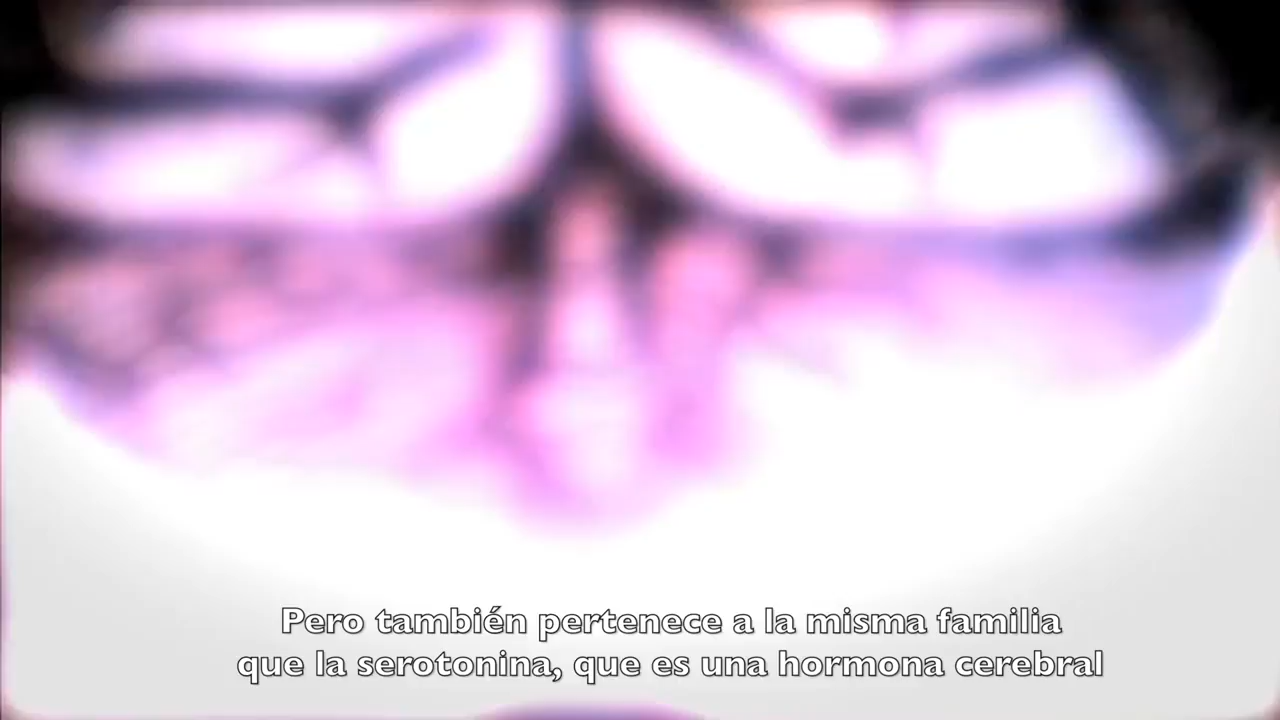 Pero también pertenece a la misma familia
que la serotonina, que es una hormona cerebral